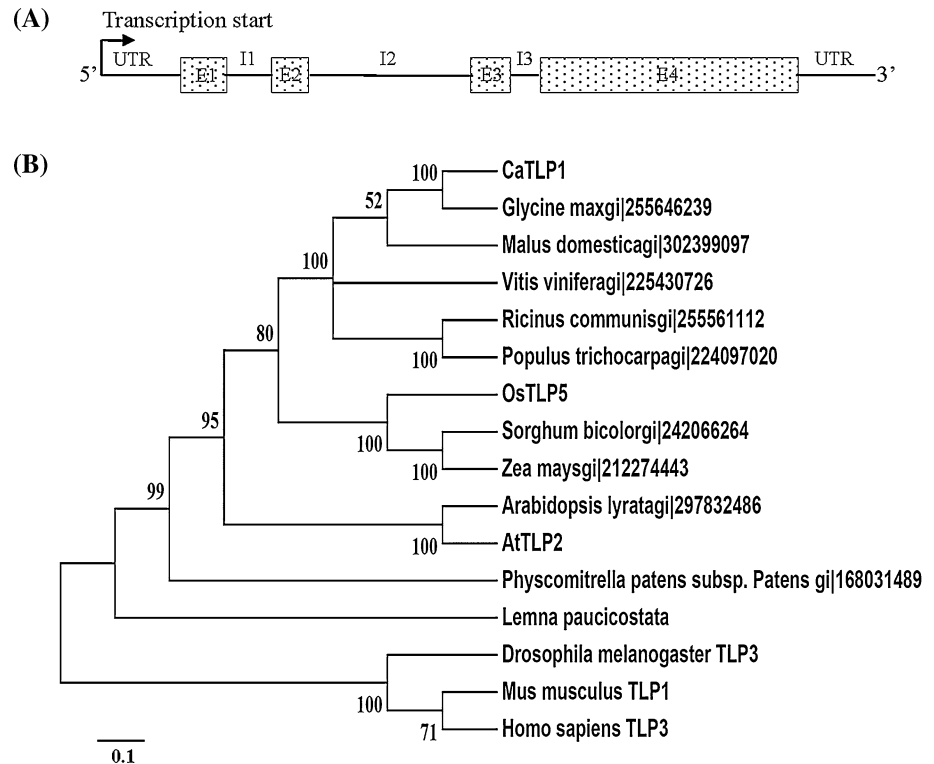 (A)
Transcription start
5’ UTR E1 I1 E2 I2 E3 I3 E4 UTR 3’
(B)
100 CaTLP1
Glycine maxgi|255646239
52
Malus domesticagi|302399097
100
Vitis viniferagi|225430726
Ricinus communisgi|255561112
80
100 Populus trichocarpagi|224097020
OsTLP5
95
100
Sorghum bicolorgi|242066264
100 Zea maysgi|212274443
99
Arabidopsis lyratagi|297832486
100 AtTLP2
Physcomitrella patens subsp. Patens gi|168031489
Lemna paucicostata
Drosophila melanogaster TLP3
100
Mus musculus TLP1
71 Homo sapiens TLP3
0.1